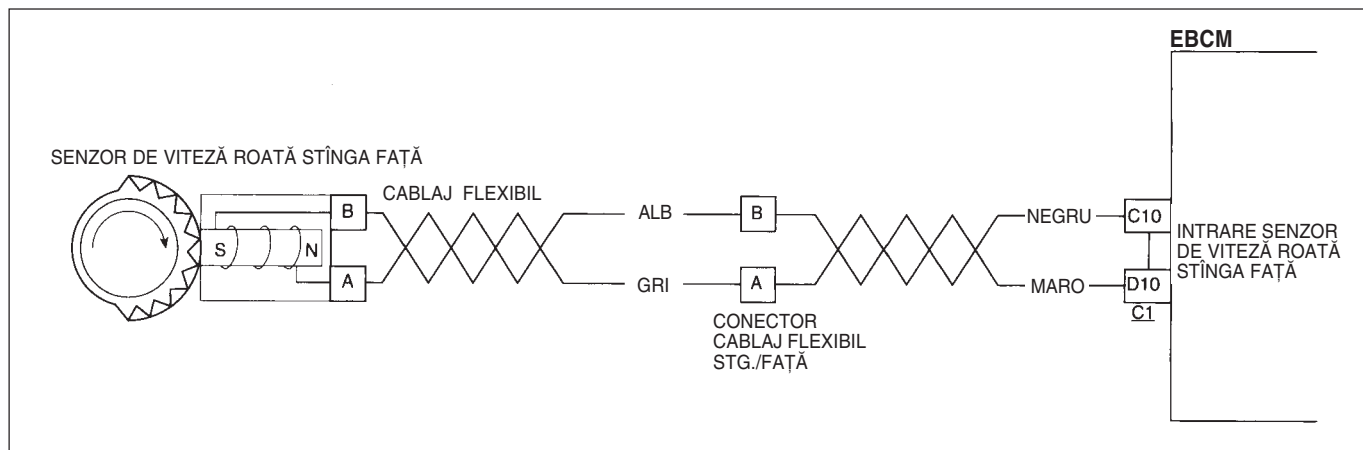 EBCM
SENZOR DE VITEZĂ ROATĂ STÎNGA FAȚĂ
CABLAJ FLEXIBIL
B
ALB
B
NEGRU
C10
S
N
INTRARE SENZOR
DE VITEZĂ ROATĂ
STÎNGA FAȚĂ
A
GRI
A
MARO
D10
C1
CONECTOR
CABLAJ FLEXIBIL
STG./FAȚĂ